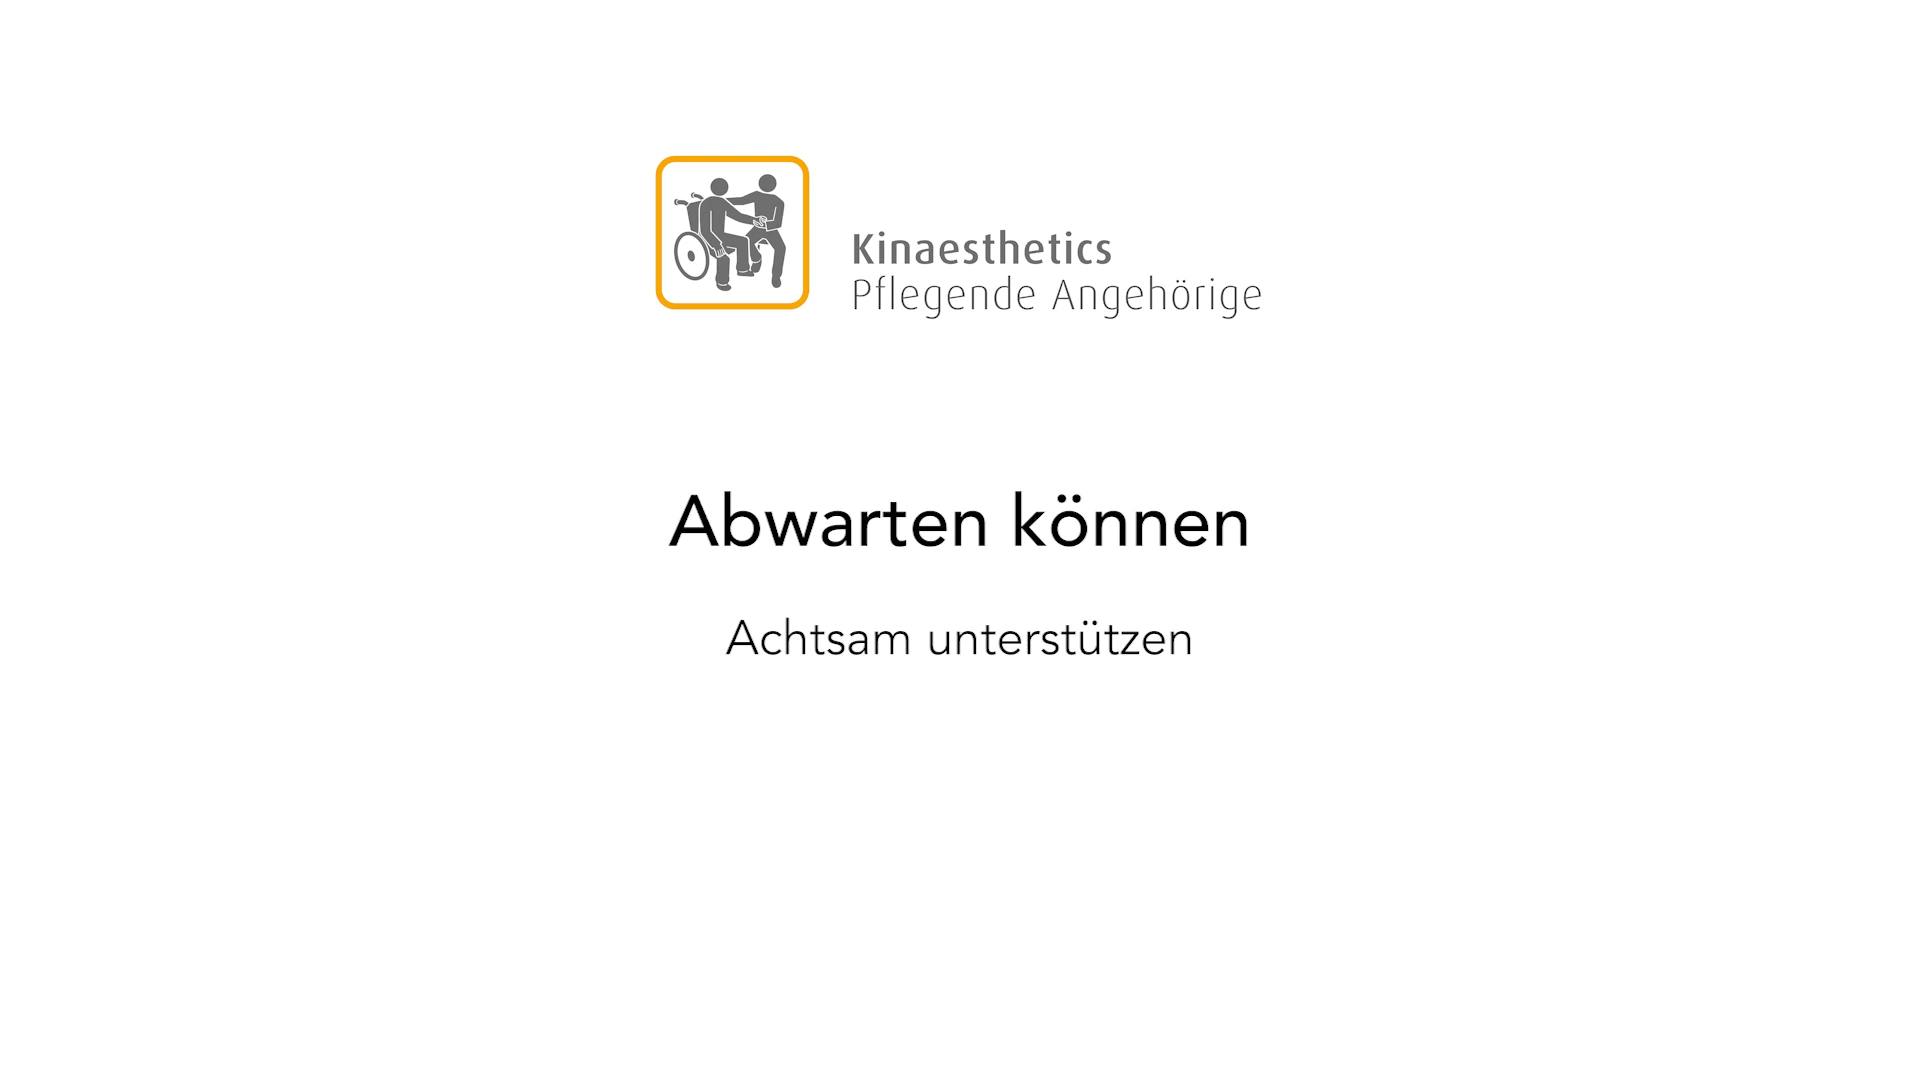 Kinaesthetics
Pflegende Angehörige
Abwarten können
Achtsam unterstützen